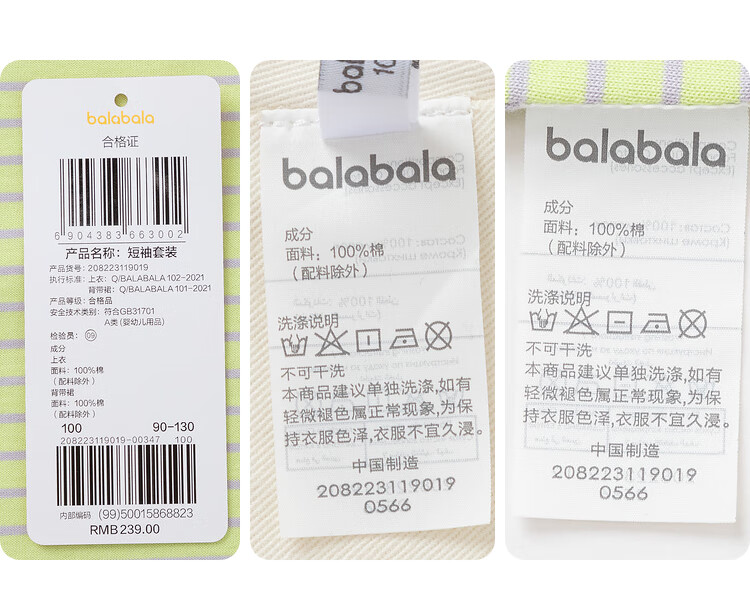 balabala
合格证
6 904383 663002
产品名称: 短袖套装
产品货号: 208223119019
执行标准: 上衣: Q/BALABALA 102-2021
背带裙: Q/BALABALA 101-2021
产品等级: 合格品
安全技术类别: 符合GB31701
A类 (婴幼儿用品)
检验员: 09
成分
上衣
面料: 100%棉
(配料除外)
背带裙
面料: 100%棉
(配料除外)
100 90-130
208223119019-00347 100
内部编码 (99)50015868823
RMB 239.00
balabala
成分
面料: 100%棉
(配料除外)
洗涤说明
不可干洗
本商品建议单独洗涤,如有
轻微褪色属正常现象,为保
持衣服色泽,衣服不宜久浸。
中国制造
208223119019
0566
balabala
成分
面料: 100%棉
(配料除外)
洗涤说明
不可干洗
本商品建议单独洗涤,如有
轻微褪色属正常现象,为保
持衣服色泽,衣服不宜久浸。
中国制造
208223119019
0566